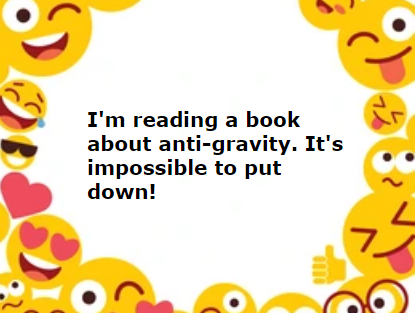 I'm reading a book
about anti-gravity. It's
impossible to put
down!